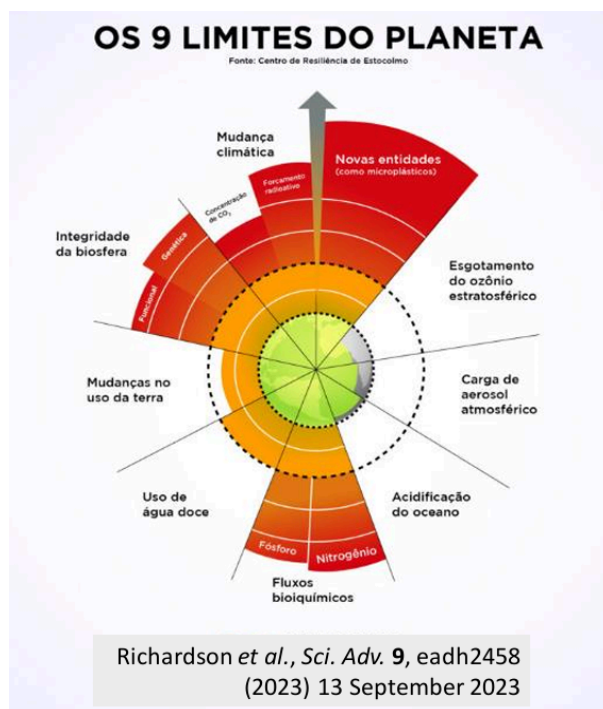 OS 9 LIMITES DO PLANETA
Fonte: Centro de Resiliência de Estocolmo
Mudança
climática
Novas entidades
(como microplásticos)
Forcamento
radioativo
Concentração
de CO₂
Integridade
da biosfera
Genética
Funcional
Esgotamento
do ozônio
estratosférico
Mudanças no
uso da terra
Carga de
aerosol
atmosférico
Uso de
água doce
Acidificação
do oceano
Fósforo
Nitrogênio
Fluxos
bioiquímicos
Richardson et al., Sci. Adv. 9, eadh2458
(2023) 13 September 2023